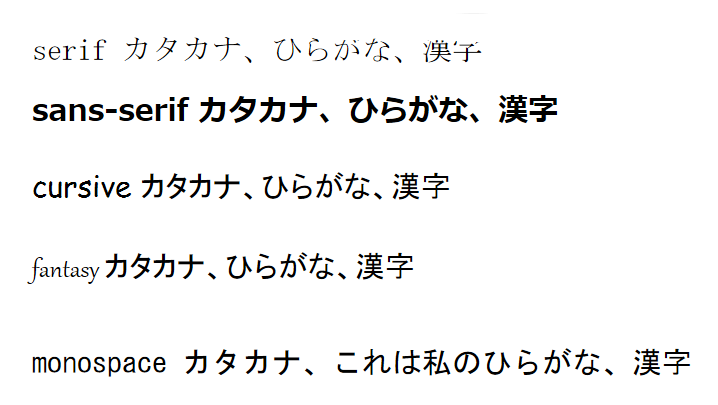 serif カタカナ、ひらがな、漢字
sans-serif カタカナ、ひらがな、漢字
cursive カタカナ、ひらがな、漢字
fantasy カタカナ、ひらがな、漢字
monospace カタカナ、これは私のひらがな、漢字